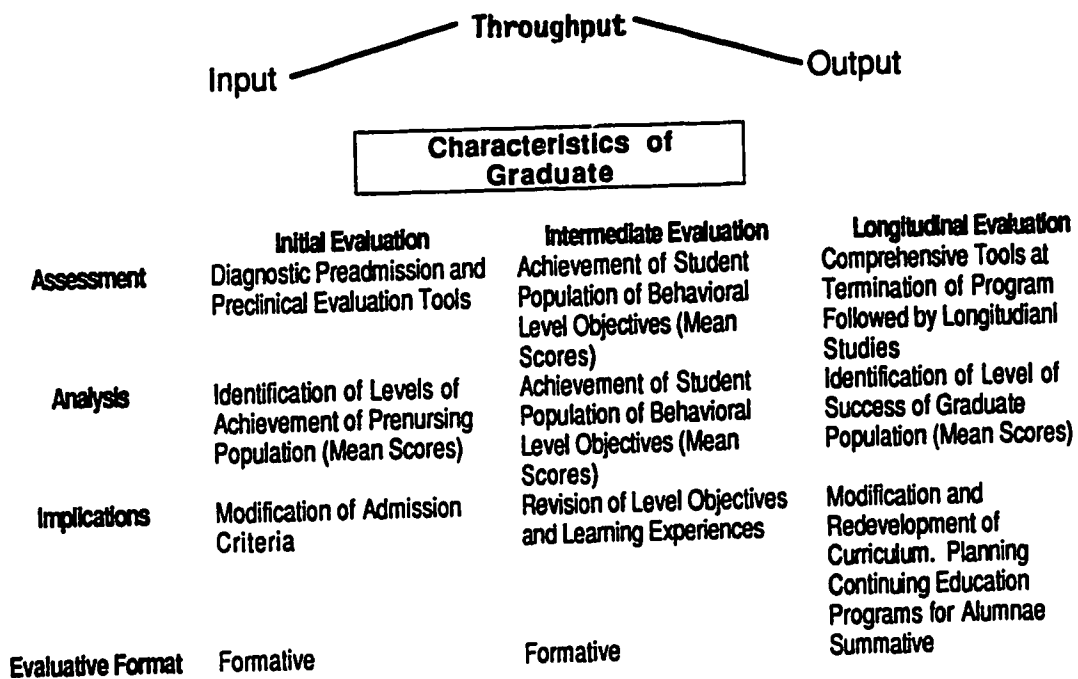 Throughput
Input
Output
Characteristics of
Graduate
Initial Evaluation
Intermediate Evaluation
Longitudinal Evaluation
Assessment
Diagnostic Preadmission and
Preclinical Evaluation Tools
Achievement of Student
Population of Behavioral
Level Objectives (Mean
Scores)
Comprehensive Tools at
Termination of Program
Followed by Longitudianl
Studies
Analysis
Identification of Levels of
Achievement of Prenursing
Population (Mean Scores)
Achievement of Student
Population of Behavioral
Level Objectives (Mean
Scores)
Identification of Level of
Success of Graduate
Population (Mean Scores)
Implications
Modification of Admission
Criteria
Revision of Level Objectives
and Learning Experiences
Modification and
Redevelopment of
Curriculum. Planning
Continuing Education
Programs for Alumnae
Evaluative Format
Formative
Formative
Summative